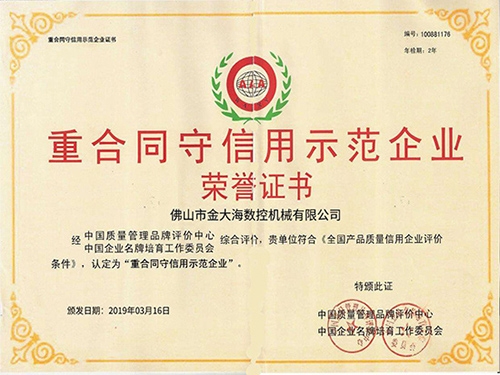 重合同守信用示范企业证书
编号：100881176
年检期：2年
重合同守信用示范企业
荣誉证书
佛山市金大海数控机械有限公司
经 中国质量管理品牌评价中心 综合评价，贵单位符合《全国产品质量信用企业评价
中国企业名牌培育工作委员会
条件》，认定为“重合同守信用示范企业”。
特颁此证
颁发日期：2019年03月16日
中国质量管理品牌评价中心
中国企业名牌培育工作委员会